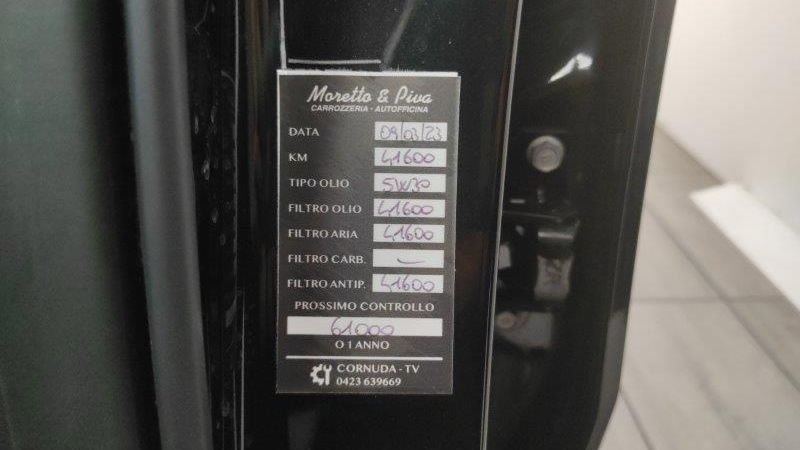 Moretto & Piva
CARROZZERIA - AUTOFFICINA
DATA 09/03/23
KM 41600
TIPO OLIO 5W30
FILTRO OLIO 41600
FILTRO ARIA 41600
FILTRO CARB. —
FILTRO ANTIP. 41600
PROSSIMO CONTROLLO
61000
O 1 ANNO
CORNUDA - TV
0423 639669